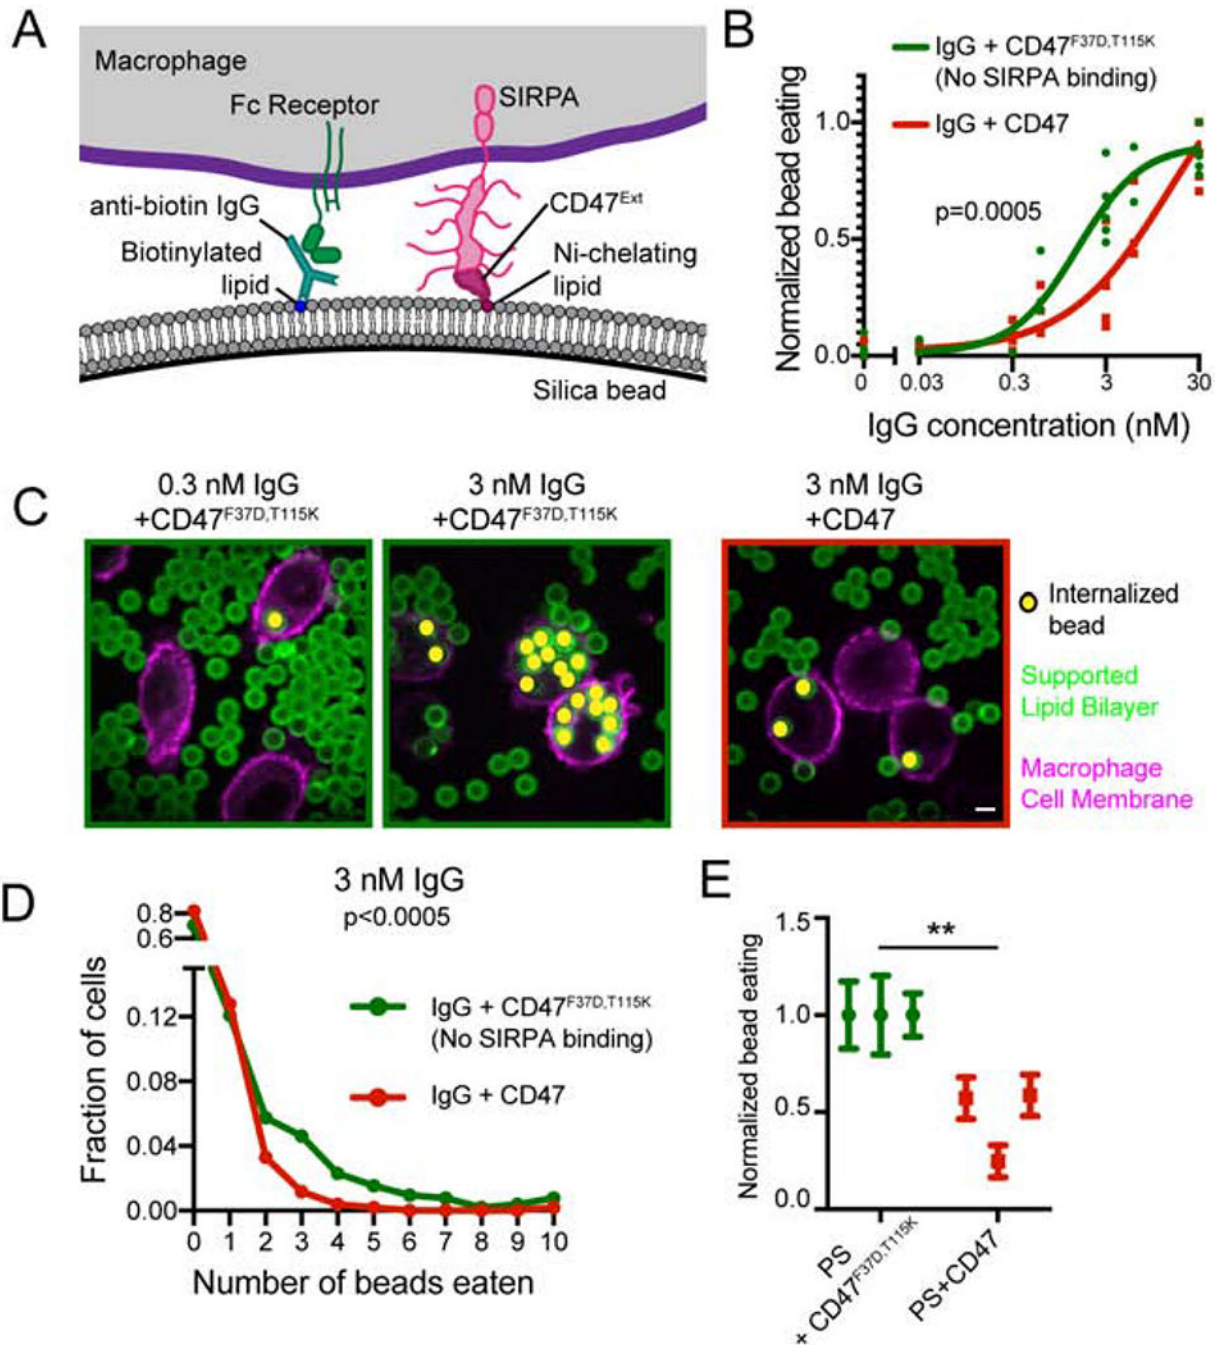 A
Macrophage
Fc Receptor
SIRPA
anti-biotin IgG
CD47Ext
Biotinylated
lipid
Ni-chelating
lipid
Silica bead
B
IgG + CD47F37D,T115K
(No SIRPA binding)
IgG + CD47
p=0.0005
Normalized bead eating
1.0
0.5
0.0
0 0.03 0.3 3 30
IgG concentration (nM)
C
0.3 nM IgG
+CD47F37D,T115K
3 nM IgG
+CD47F37D,T115K
3 nM IgG
+CD47
Internalized
bead
Supported
Lipid Bilayer
Macrophage
Cell Membrane
D
3 nM IgG
p<0.0005
Fraction of cells
0.8
0.6
0.12
0.08
0.04
0.00
IgG + CD47F37D,T115K
(No SIRPA binding)
IgG + CD47
0 1 2 3 4 5 6 7 8 9 10
Number of beads eaten
E
**
Normalized bead eating
1.5
1.0
0.5
0.0
PS
+ CD47F37D,T115K
PS+CD47